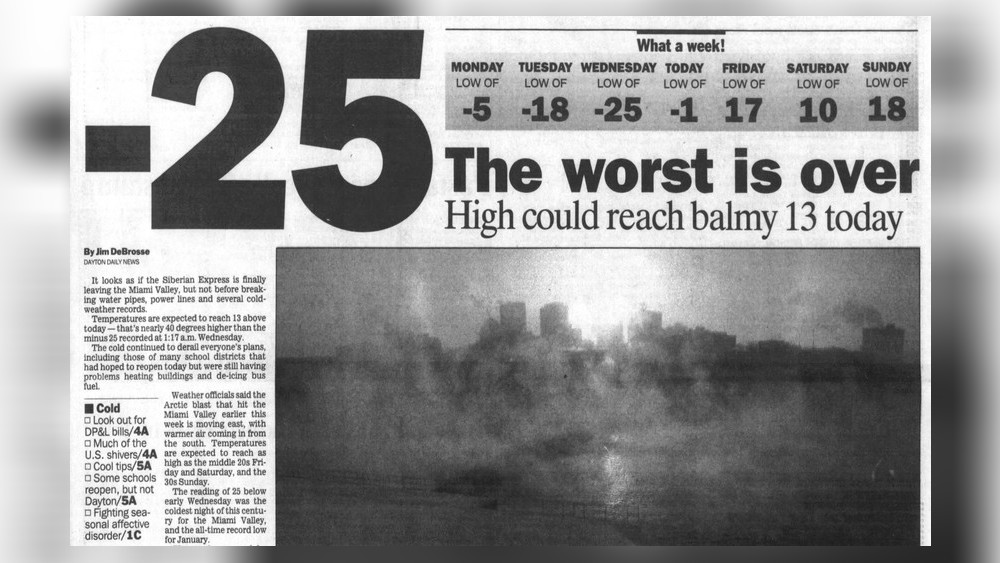 -25
What a week!
MONDAY TUESDAY WEDNESDAY TODAY FRIDAY SATURDAY SUNDAY
LOW OF LOW OF LOW OF LOW OF LOW OF LOW OF LOW OF
-5 -18 -25 -1 17 10 18
The worst is over
High could reach balmy 13 today
By Jim DeBrosse
DAYTON DAILY NEWS
It looks as if the Siberian Express is finally
leaving the Miami Valley, but not before break-
ing water pipes, power lines and several cold-
weather records.
Temperatures are expected to reach 13 above
today — that's nearly 40 degrees higher than the
minus 25 recorded at 1:17 a.m. Wednesday.
The cold continued to derail everyone's plans,
including those of many school districts that
had hoped to reopen today but were still having
problems heating buildings and de-icing bus
fuel.
■ Cold
□ Look out for
DP&L bills/4A
□ Much of the
U.S. shivers/4A
□ Cool tips/5A
□ Some schools
reopen, but not
Dayton/5A
□ Fighting sea-
sonal affective
disorder/1C
Weather officials said the
Arctic blast that hit the
Miami Valley earlier this
week is moving east, with
warmer air coming in from
the south. Temperatures
are expected to reach as
high as the middle 20s Fri-
day and Saturday, and the
30s Sunday.
The reading of 25 below
early Wednesday was the
coldest night of this centu-
ry for the Miami Valley,
and the all-time record low
for January.